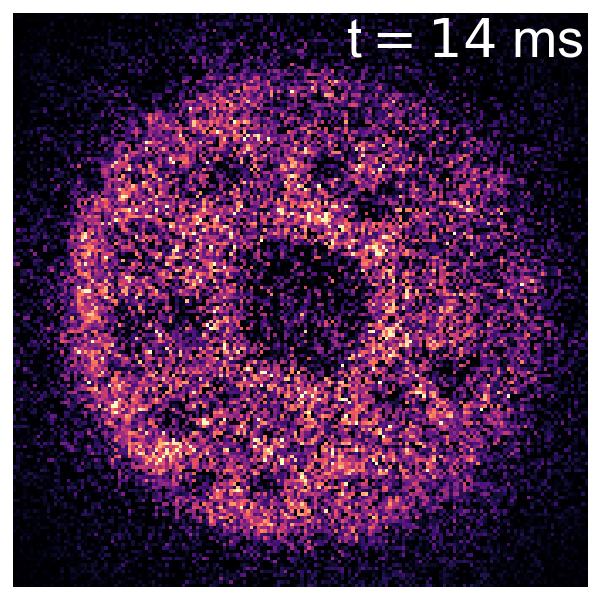 t = 14 ms